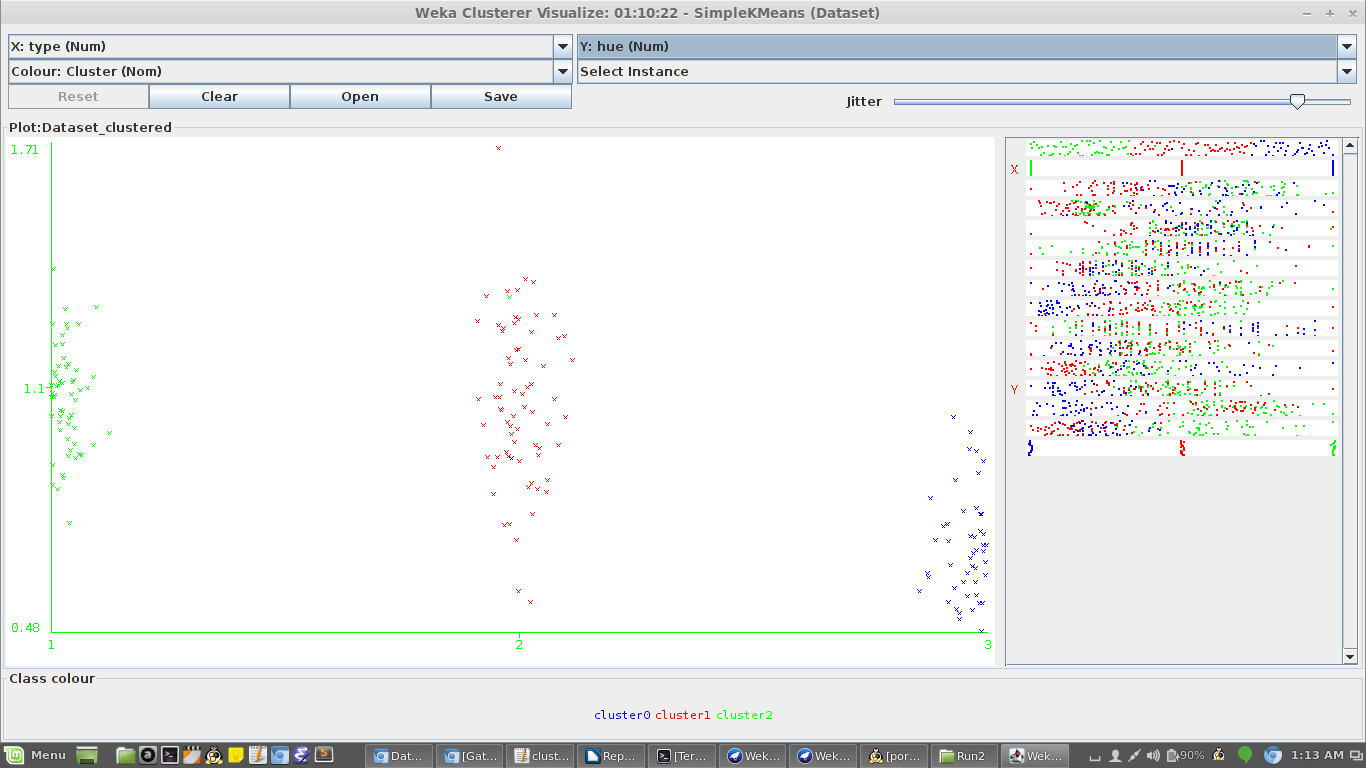 Weka Clusterer Visualize: 01:10:22 - SimpleKMeans (Dataset)
X: type (Num) Y: hue (Num)
Colour: Cluster (Nom) Select Instance
Reset Clear Open Save Jitter
Plot:Dataset_clustered
1.71
X
1.1
Y
0.48
1 2 3
Class colour
cluster0 cluster1 cluster2
Menu Dat... [Gat... clust... Rep... [Ter... Wek... Wek... [por... Run2 Wek... 90% 1:13 AM